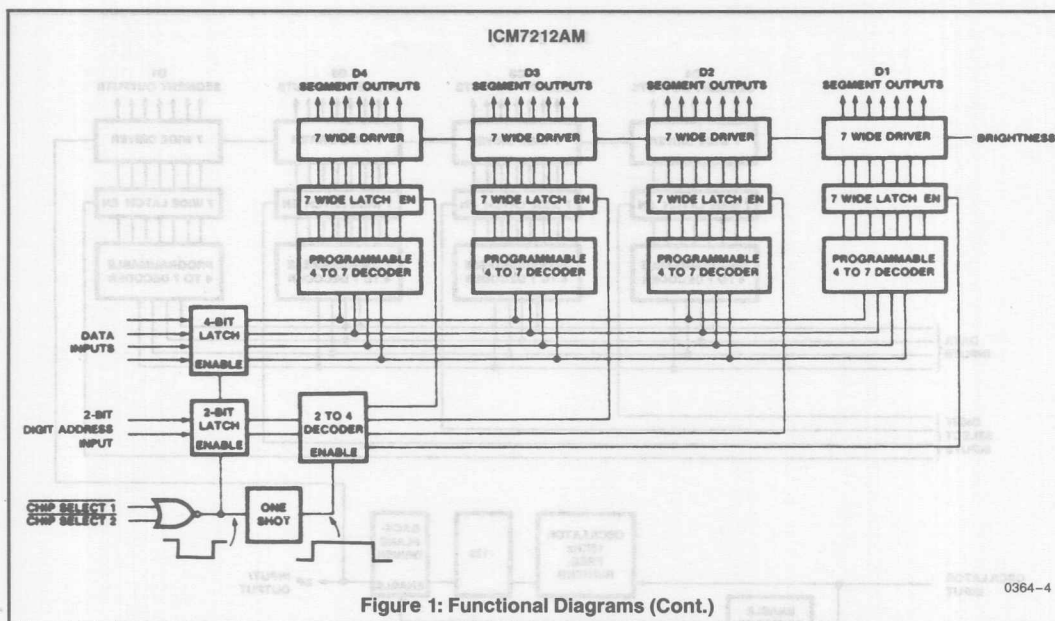 ICM7212AM
D4
SEGMENT OUTPUTS
D3
SEGMENT OUTPUTS
D2
SEGMENT OUTPUTS
D1
SEGMENT OUTPUTS
7 WIDE DRIVER
7 WIDE DRIVER
7 WIDE DRIVER
7 WIDE DRIVER
BRIGHTNESS
7 WIDE LATCH EN
7 WIDE LATCH EN
7 WIDE LATCH EN
7 WIDE LATCH EN
PROGRAMMABLE
4 TO 7 DECODER
PROGRAMMABLE
4 TO 7 DECODER
PROGRAMMABLE
4 TO 7 DECODER
PROGRAMMABLE
4 TO 7 DECODER
DATA
INPUTS
4-BIT
LATCH
ENABLE
2-BIT
DIGIT ADDRESS
INPUT
2-BIT
LATCH
ENABLE
2 TO 4
DECODER
ENABLE
CHIP SELECT 1
CHIP SELECT 2
ONE
SHOT
0364-4
Figure 1: Functional Diagrams (Cont.)